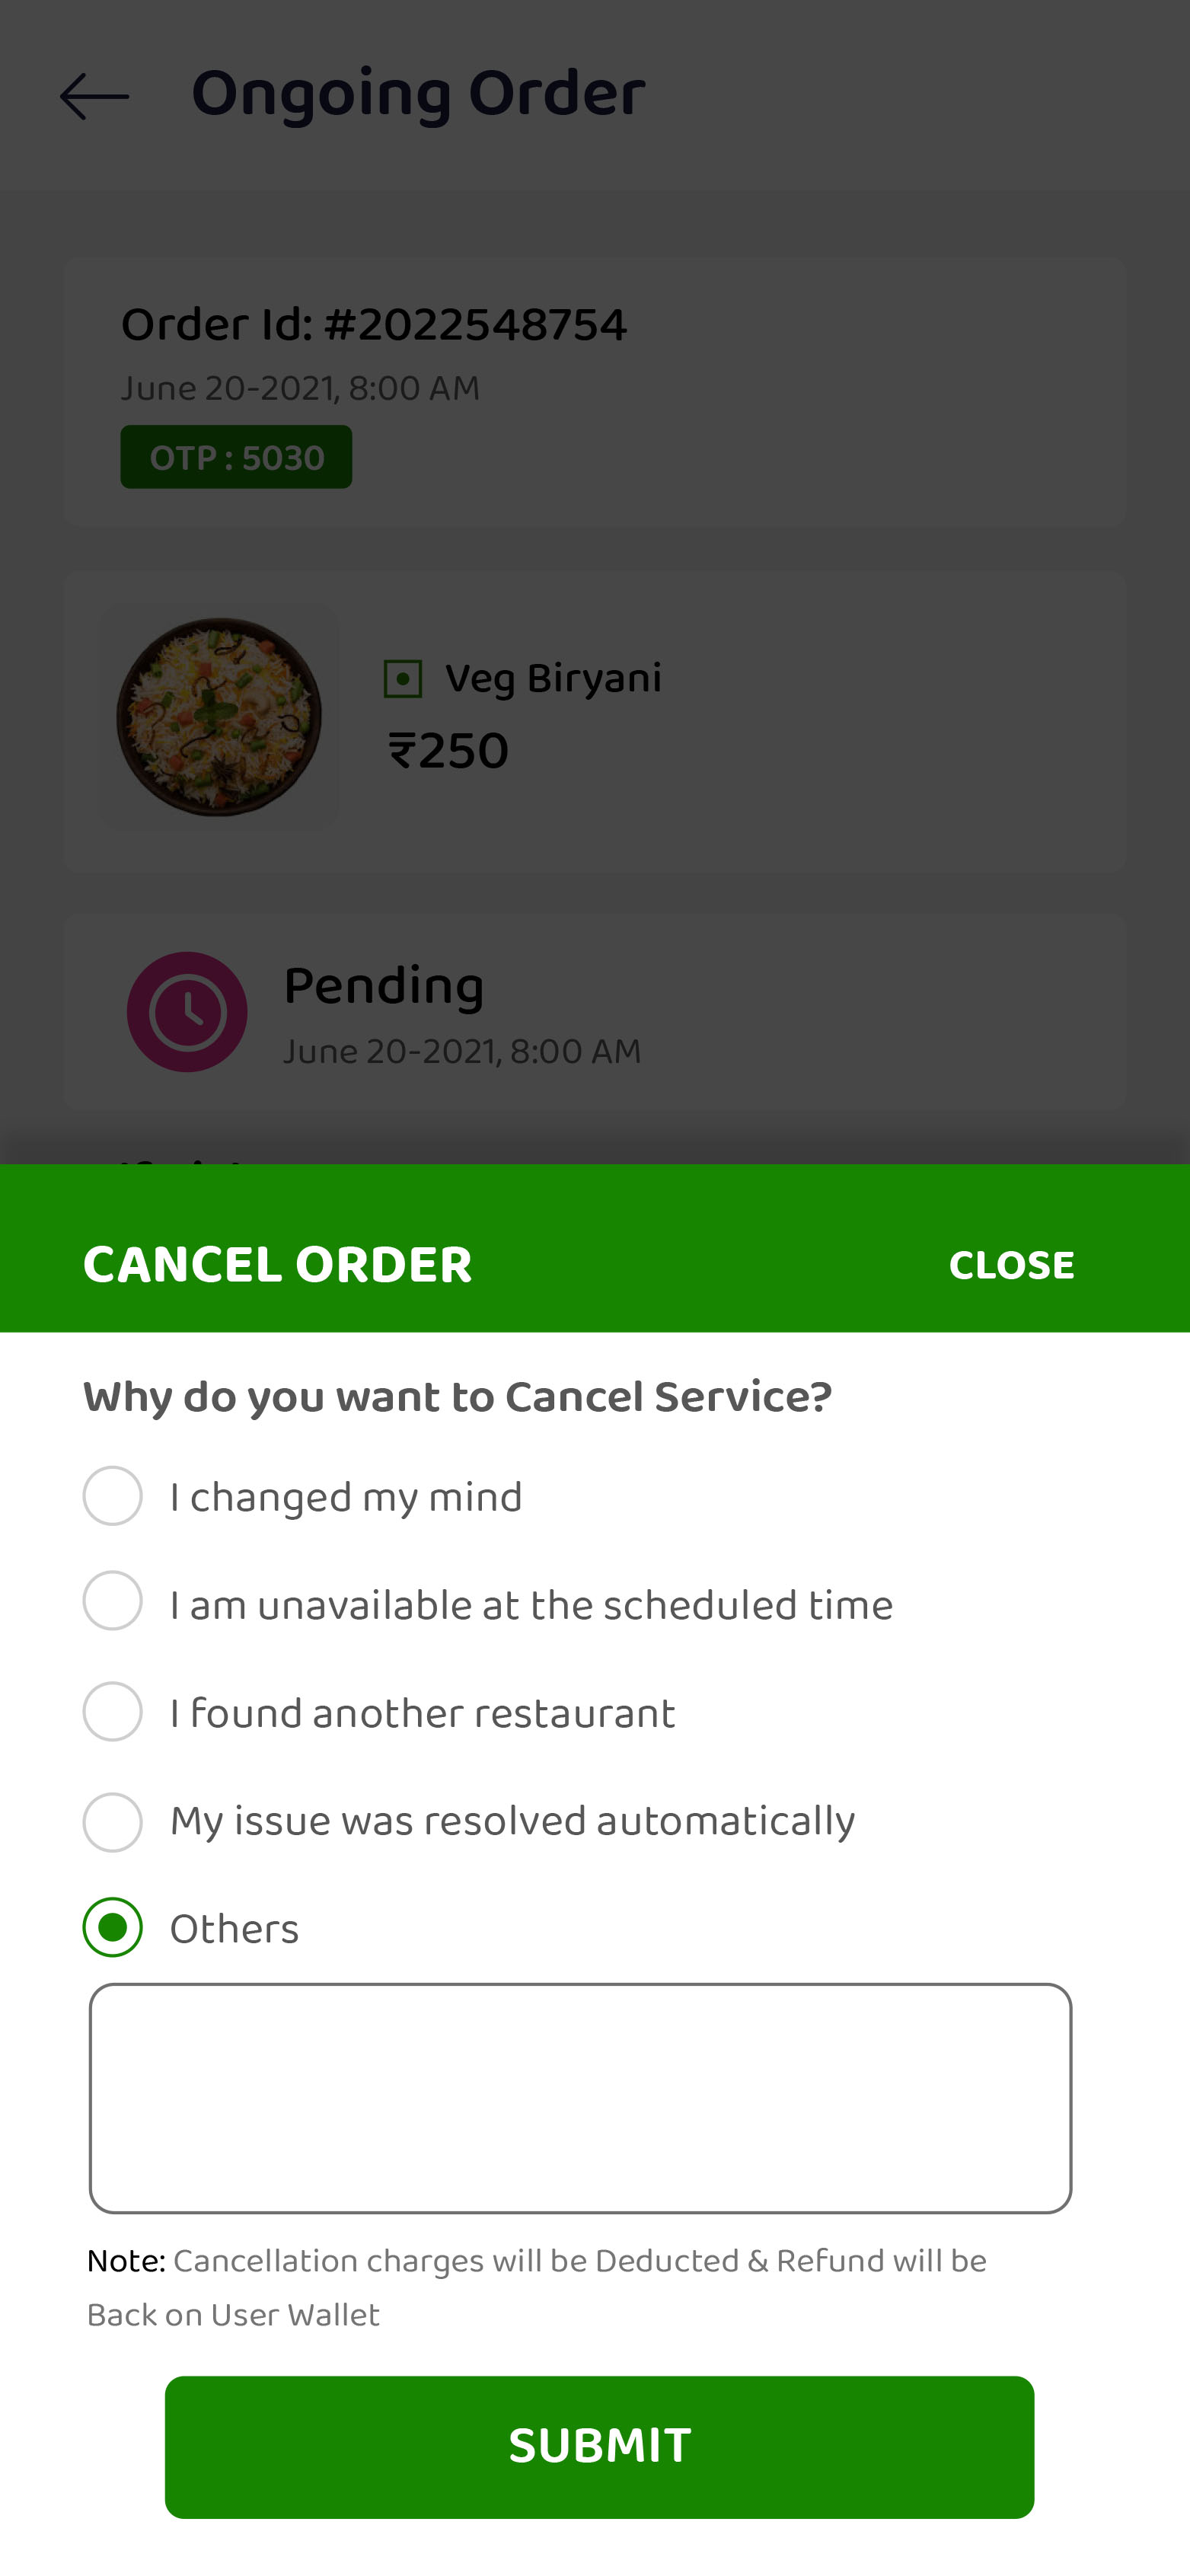 Ongoing Order
Order Id: #2022548754
June 20-2021, 8:00 AM
OTP : 5030
Veg Biryani
₹250
Pending
June 20-2021, 8:00 AM
CANCEL ORDER
CLOSE
Why do you want to Cancel Service?
I changed my mind
I am unavailable at the scheduled time
I found another restaurant
My issue was resolved automatically
Others
Note: Cancellation charges will be Deducted & Refund will be
Back on User Wallet
SUBMIT